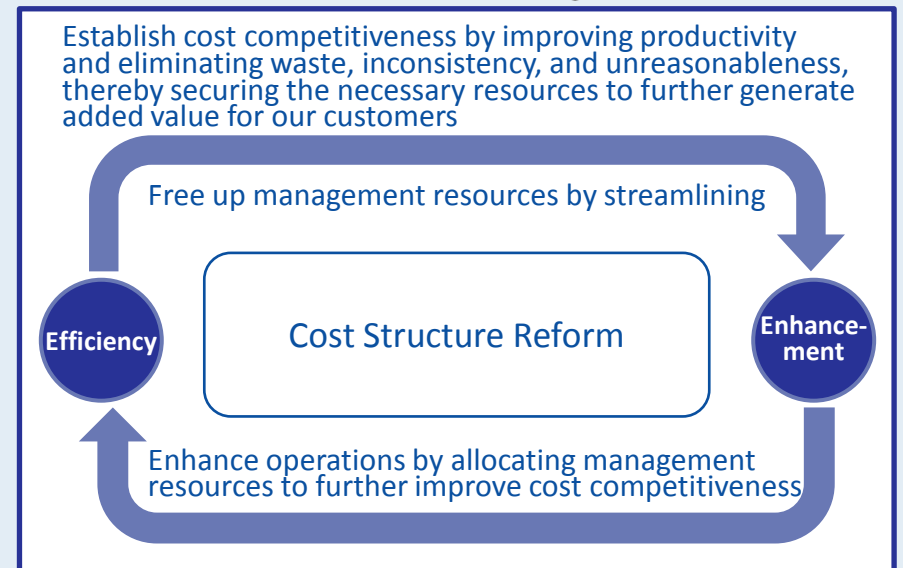 Establish cost competitiveness by improving productivity
and eliminating waste, inconsistency, and unreasonableness,
thereby securing the necessary resources to further generate
added value for our customers
Free up management resources by streamlining
Efficiency
Cost Structure Reform
Enhance-
ment
Enhance operations by allocating management
resources to further improve cost competitiveness